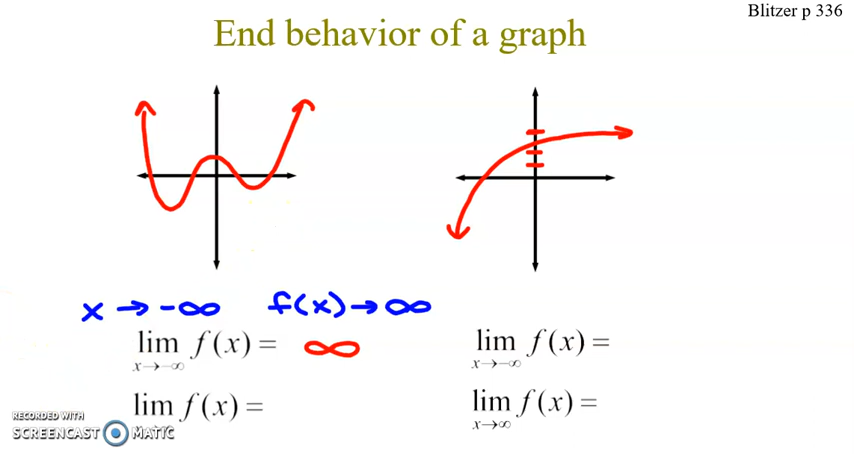 Blitzer p 336
End behavior of a graph
x → -∞ f(x) → ∞
lim f(x) = ∞
x→-∞
lim f(x) =
x→-∞
lim f(x) =
lim f(x) =
x→∞
RECORDED WITH
SCREENCAST MATIC